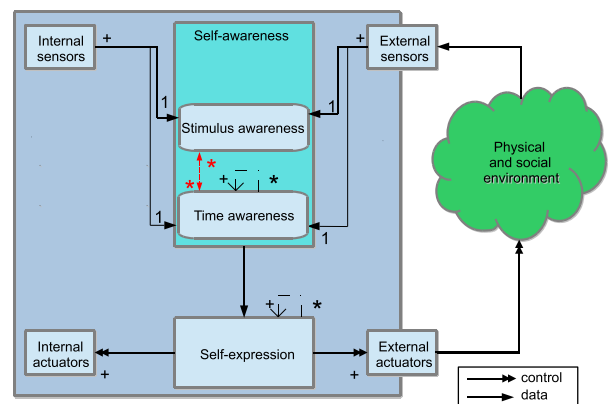 Internal
sensors
+
Self-awareness
+
External
sensors
1
1
Stimulus awareness
*
*
+
*
Time awareness
1
1
Physical
and social
environment
+
*
Internal
actuators
+
Self-expression
+
External
actuators
control
data